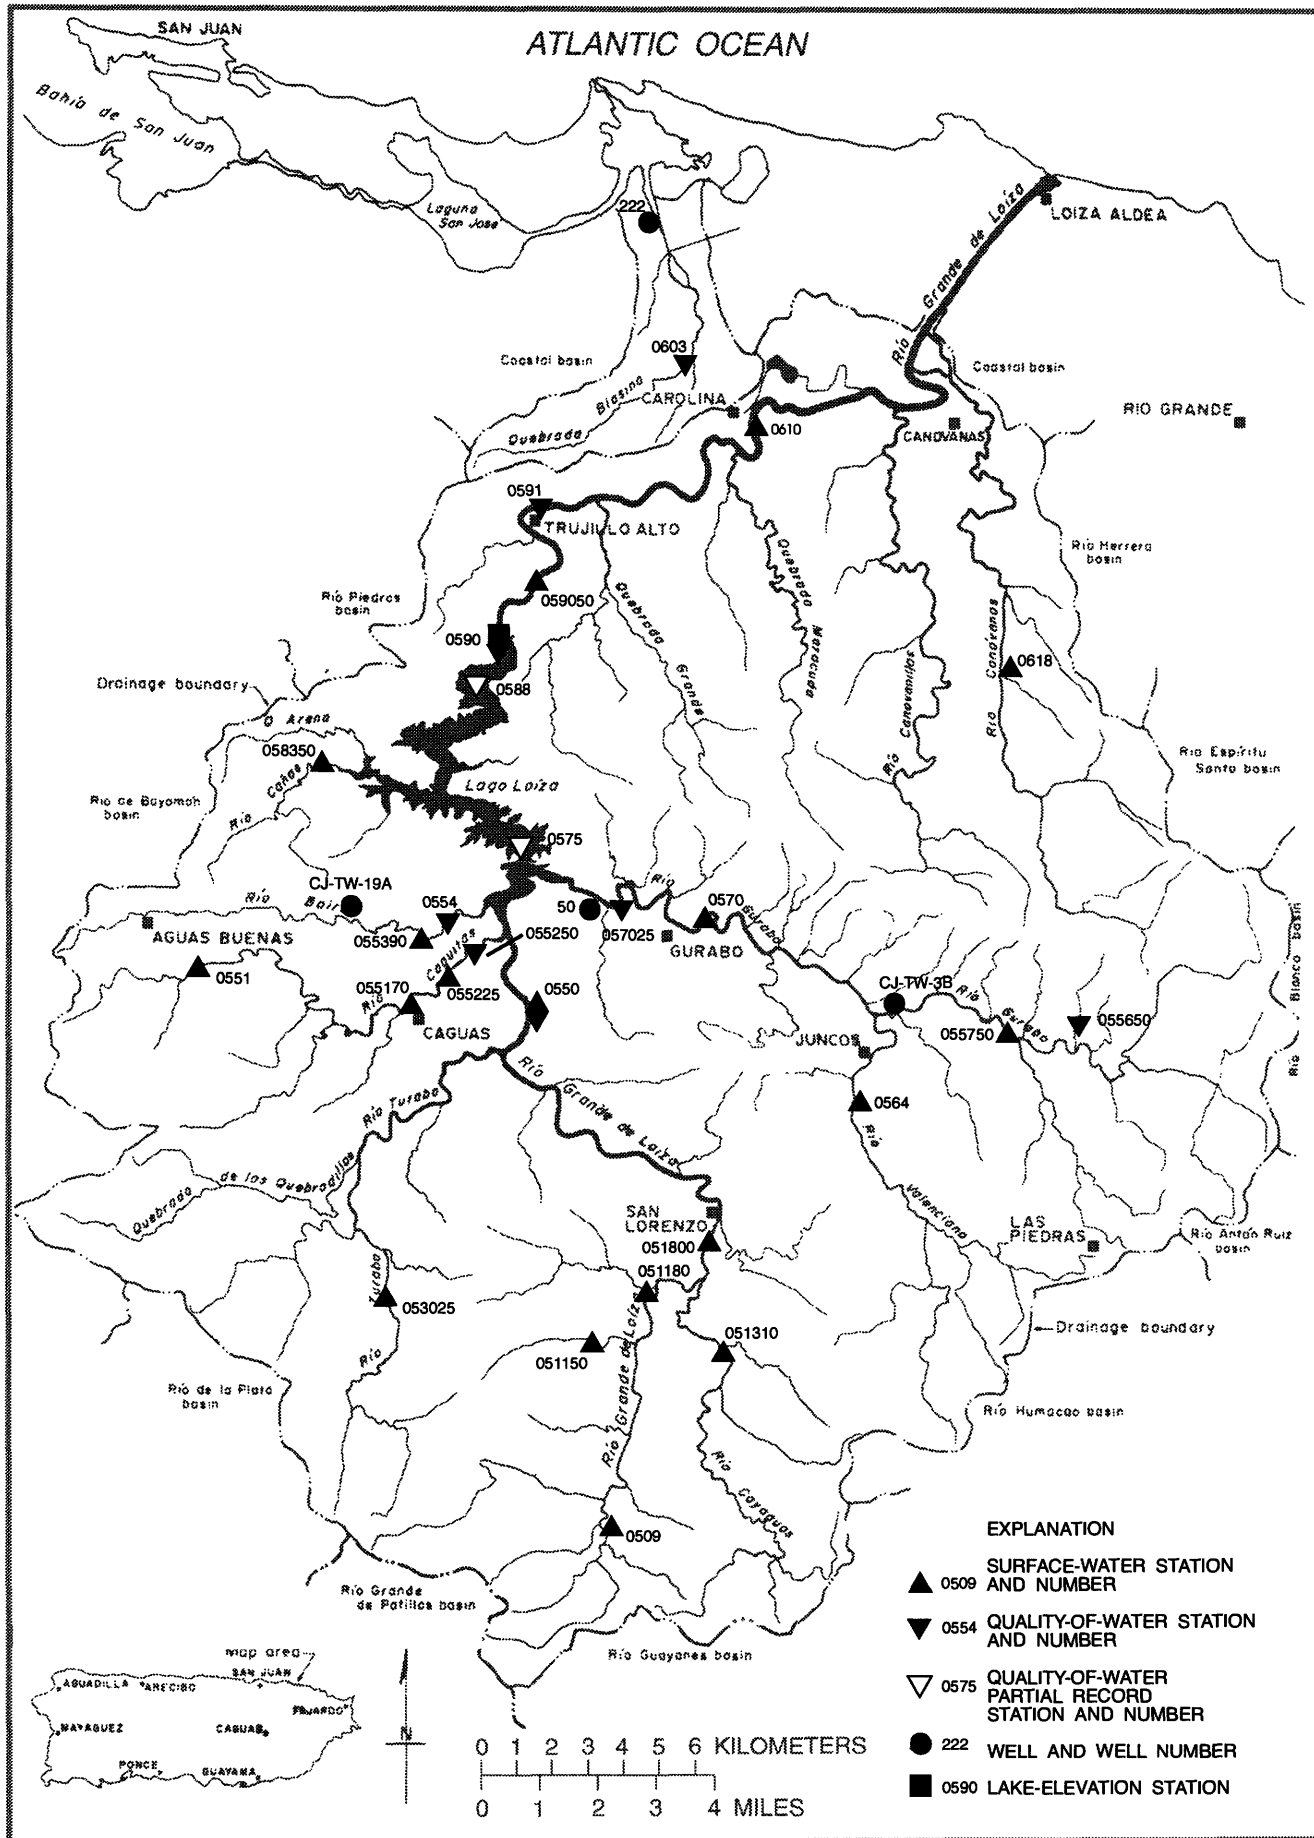 SAN JUAN
ATLANTIC OCEAN
Bahía de San Juan
Laguna
San José
222
Río Grande de Loíza
LOIZA ALDEA
0603
Coastal basin
Coastal basin
Quebrada Blasina
CAROLINA
0610
CANOVANAS
RIO GRANDE
0591
TRUJILLO ALTO
Río Herrera
basin
Quebrada Maracuda
Río Piedras
basin
059050
Quebrada Grande
0590
0588
Río Canovanillas
Río Canóvanas
0618
Drainage boundary
Q Arena
058350
Río Cañas
Lago Loíza
Río Espíritu
Santo basin
Río de Bayamón
basin
0575
CJ-TW-19A
Río Bairoa
0554
50
Río Gurabo
0570
057025
GURABO
AGUAS BUENAS
055390
055250
Río Caguitas
0551
055170
055225
0550
CAGUAS
CJ-TW-3B
Río Gurabo
055750
055650
JUNCOS
Río Blanco basin
0564
Río Turabo
Río Grande de Loíza
Río Valenciano
Quebrada de las Quebradillas
SAN
LORENZO
051800
LAS
PIEDRAS
Río Antón Ruíz
basin
051180
Río Turabo
053025
051150
051310
Drainage boundary
Río Grande de Loíza
Río de la Plata
basin
Río Humacao basin
Río Cayaguas
0509
Río Grande
de Patillas basin
Río Guayanes basin
EXPLANATION
0509 SURFACE-WATER STATION
AND NUMBER
0554 QUALITY-OF-WATER STATION
AND NUMBER
0575 QUALITY-OF-WATER
PARTIAL RECORD
STATION AND NUMBER
222 WELL AND WELL NUMBER
0590 LAKE-ELEVATION STATION
Map area
SAN JUAN
AGUADILLA
ARECIBO
FAJARDO
MAYAGUEZ
CAGUAS
PONCE
GUAYAMA
N
0 1 2 3 4 5 6 KILOMETERS
0 1 2 3 4 MILES